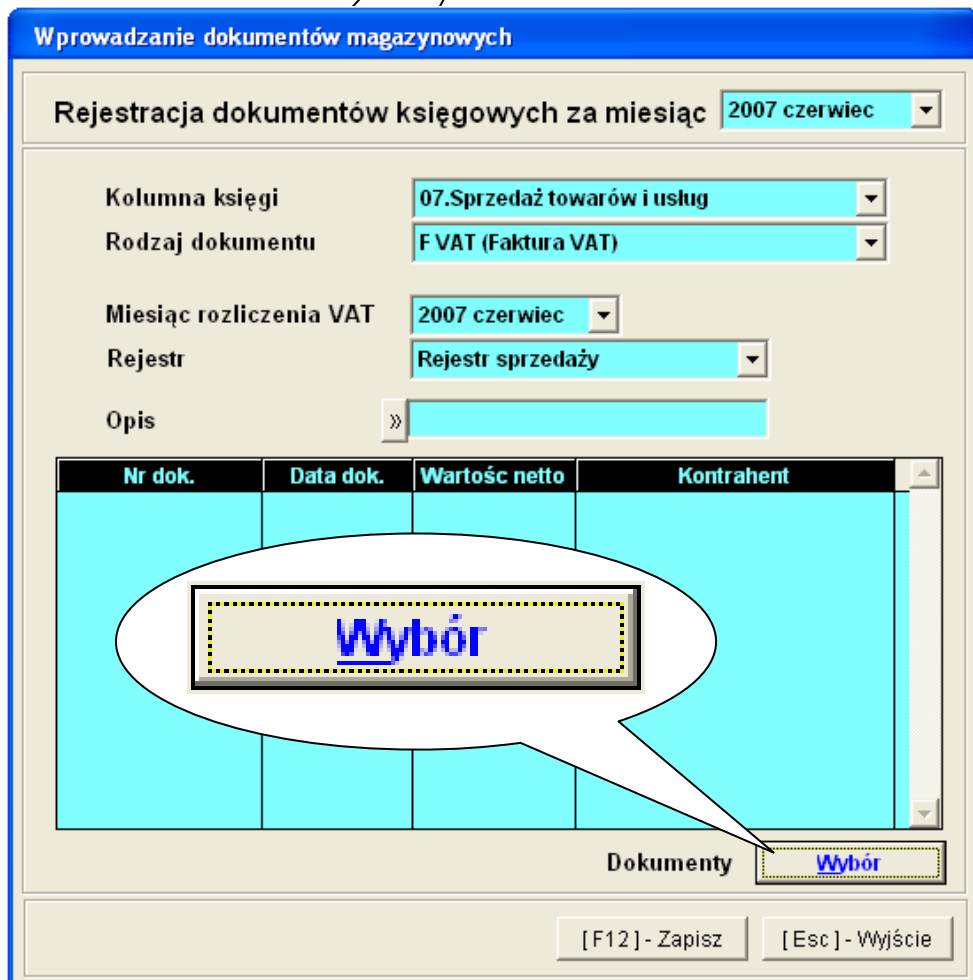 Wprowadzanie dokumentów magazynowych
Rejestracja dokumentów księgowych za miesiąc 2007 czerwiec
Kolumna księgi 07.Sprzedaż towarów i usług
Rodzaj dokumentu F VAT (Faktura VAT)
Miesiąc rozliczenia VAT 2007 czerwiec
Rejestr Rejestr sprzedaży
Opis »
Nr dok. Data dok. Wartośc netto Kontrahent
Wybór
Dokumenty Wybór
[F12] - Zapisz [Esc] - Wyjście